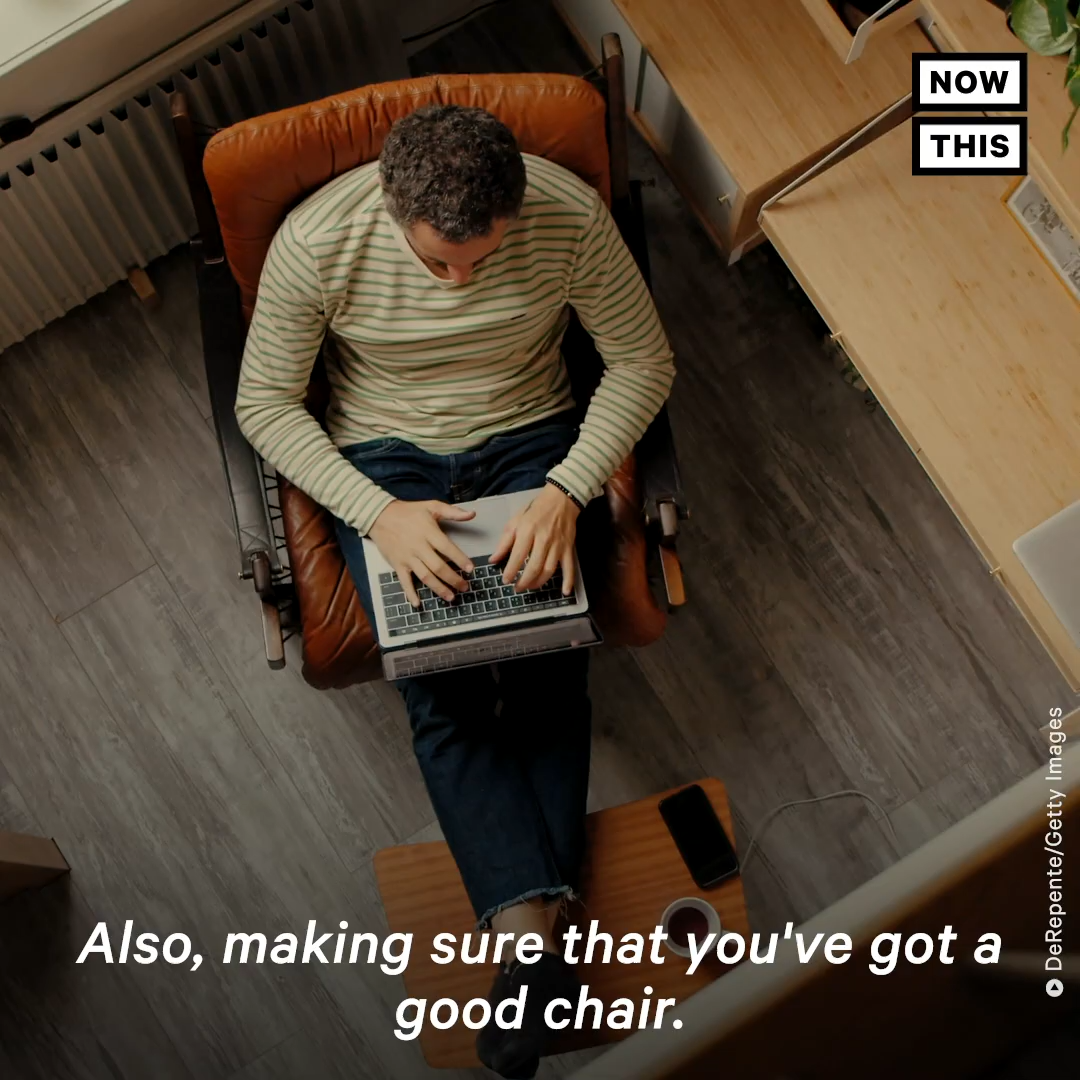 NOW
THIS
DeRepente/Getty Images
Also, making sure that you've got a
good chair.